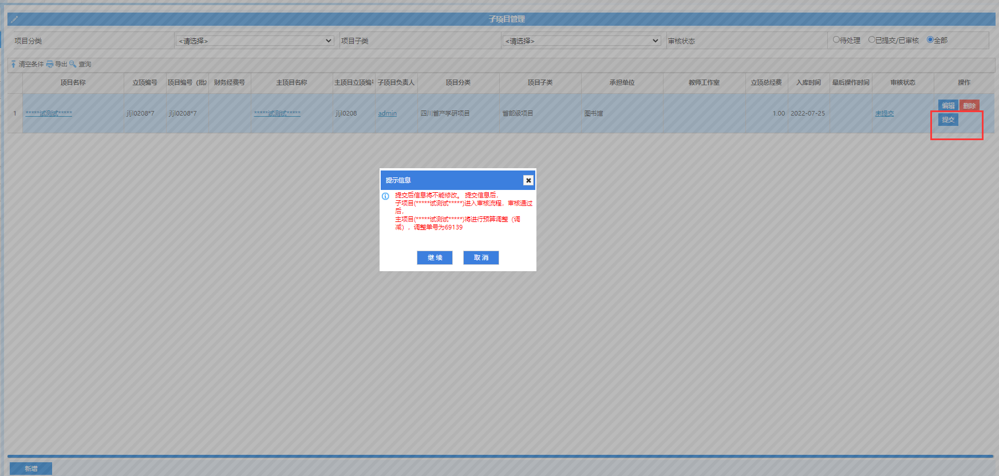 子项目管理
项目分类 <请选择> 项目子类 <请选择> 审核状态 待处理 已提交/已审核 全部
清空条件 导出 查询
项目名称 立项编号 项目编号（批 财务经费号 主项目名称 主项目立项编号 子项目负责人 项目分类 项目子类 承担单位 教师工作室 立项总经费 入库时间 最后操作时间 审核状态 操作
1 *****试测试***** jljl0208*7 jljl0208*7 *****试测试***** jljl0208 admin 四川省产学研项目 省部级项目 图书馆 1.00 2022-07-25 未提交 编辑 删除
提交
提示信息
提交后信息将不能修改。 提交信息后，
子项目(*****试测试*****)进入审核流程，审核通过
后，
主项目(*****试测试*****)将进行预算调整（调
减），调整单号为69139
继 续 取 消
新增